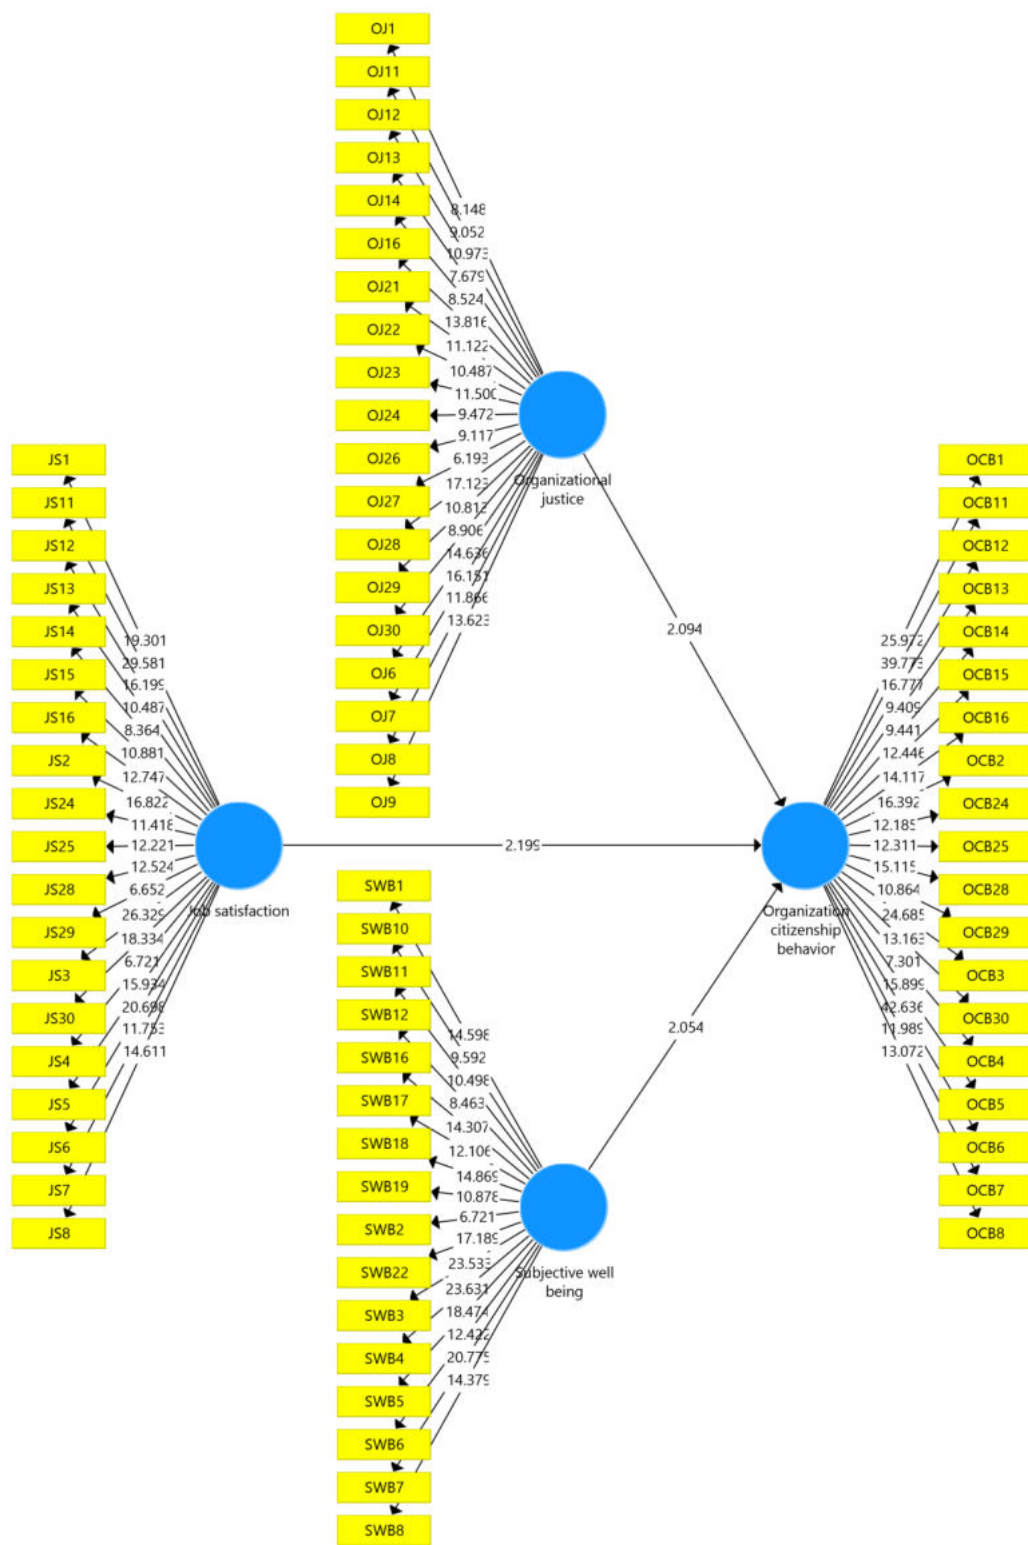 OJ1
OJ11
OJ12
OJ13
OJ14
OJ16
OJ21
OJ22
OJ23
OJ24
OJ26
OJ27
OJ28
OJ29
OJ30
OJ6
OJ7
OJ8
OJ9
8.148
9.052
10.973
7.679
8.524
13.816
11.122
10.487
11.500
9.472
9.117
6.193
17.123
10.813
8.906
14.636
16.151
11.866
13.623
Organizational
justice
JS1
JS11
JS12
JS13
JS14
JS15
JS16
JS2
JS24
JS25
JS28
JS29
JS3
JS30
JS4
JS5
JS6
JS7
JS8
19.301
29.581
16.199
10.487
8.364
10.881
12.747
16.822
11.418
12.221
12.524
6.652
26.329
18.334
6.721
15.934
20.698
11.753
14.611
Job satisfaction
2.094
2.199
2.054
SWB1
SWB10
SWB11
SWB12
SWB16
SWB17
SWB18
SWB19
SWB2
SWB22
SWB3
SWB4
SWB5
SWB6
SWB7
SWB8
14.598
9.592
10.498
8.463
14.307
12.106
14.869
10.878
6.721
17.189
23.533
23.631
18.474
12.422
20.775
14.379
Subjective well
being
OCB1
OCB11
OCB12
OCB13
OCB14
OCB15
OCB16
OCB2
OCB24
OCB25
OCB28
OCB29
OCB3
OCB30
OCB4
OCB5
OCB6
OCB7
OCB8
25.972
39.773
16.777
9.409
9.441
12.446
14.117
16.392
12.185
12.311
15.115
10.864
24.685
13.163
7.301
15.899
42.636
11.989
13.072
Organization
citizenship
behavior